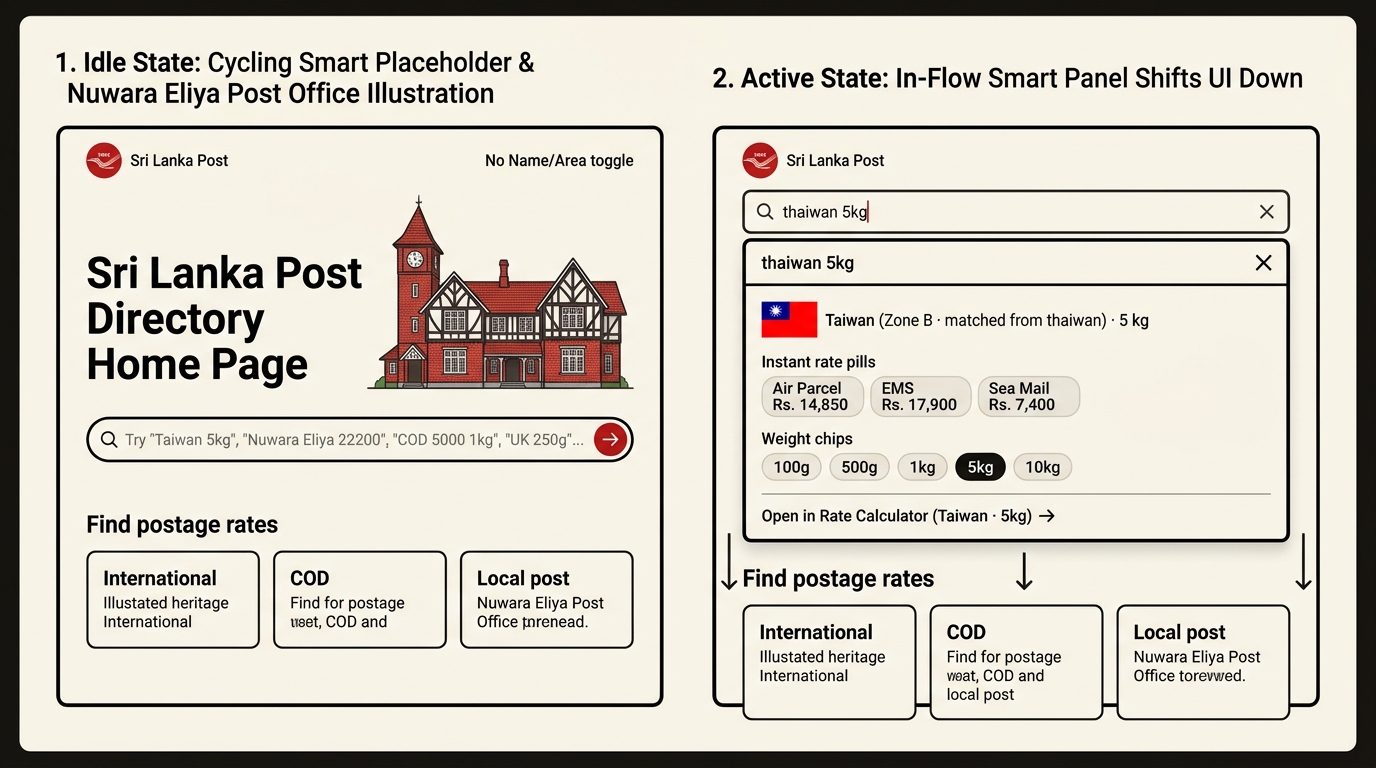 1. Idle State: Cycling Smart Placeholder &
Nuwara Eliya Post Office Illustration
Sri Lanka Post
No Name/Area toggle
Sri Lanka Post
Directory
Home Page
Try "Taiwan 5kg", "Nuwara Eliya 22200", "COD 5000 1kg", "UK 250g"...
Find postage rates
International
Illustated heritage
International
COD
Find for postage
COD and
Local post
Nuwara Eliya Post
Office
2. Active State: In-Flow Smart Panel Shifts UI Down
Sri Lanka Post
thaiwan 5kg
thaiwan 5kg
Taiwan (Zone B · matched from thaiwan) · 5 kg
Instant rate pills
Air Parcel
Rs. 14,850
EMS
Rs. 17,900
Sea Mail
Rs. 7,400
Weight chips
100g
500g
1kg
5kg
10kg
Open in Rate Calculator (Taiwan · 5kg) →
Find postage rates
International
Illustated heritage
International
COD
Find for postage
COD and
local post
Local post
Nuwara Eliya Post
Office